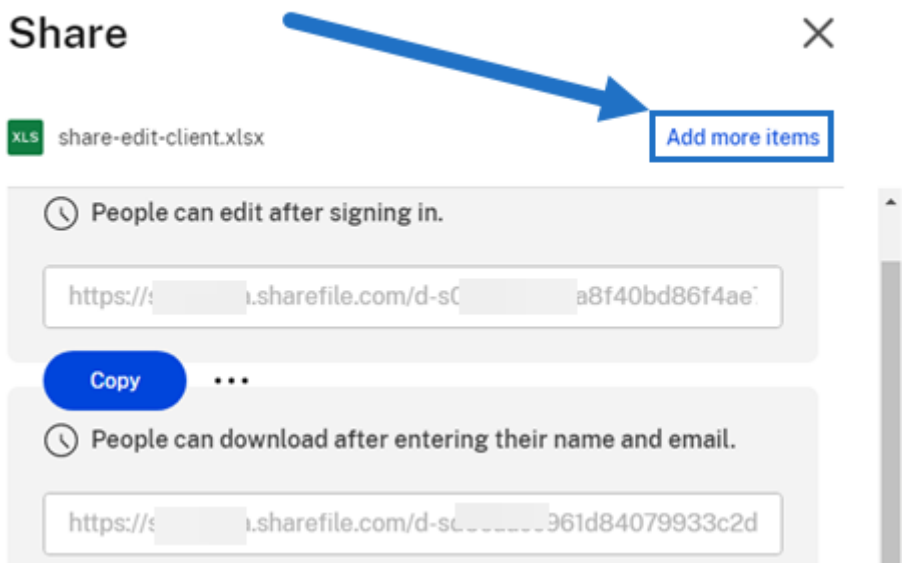 Share
XLS share-edit-client.xlsx Add more items
People can edit after signing in.
https:// .sharefile.com/d-s a8f40bd86f4ae
Copy ...
People can download after entering their name and email.
https:// .sharefile.com/d-s 961d84079933c2d